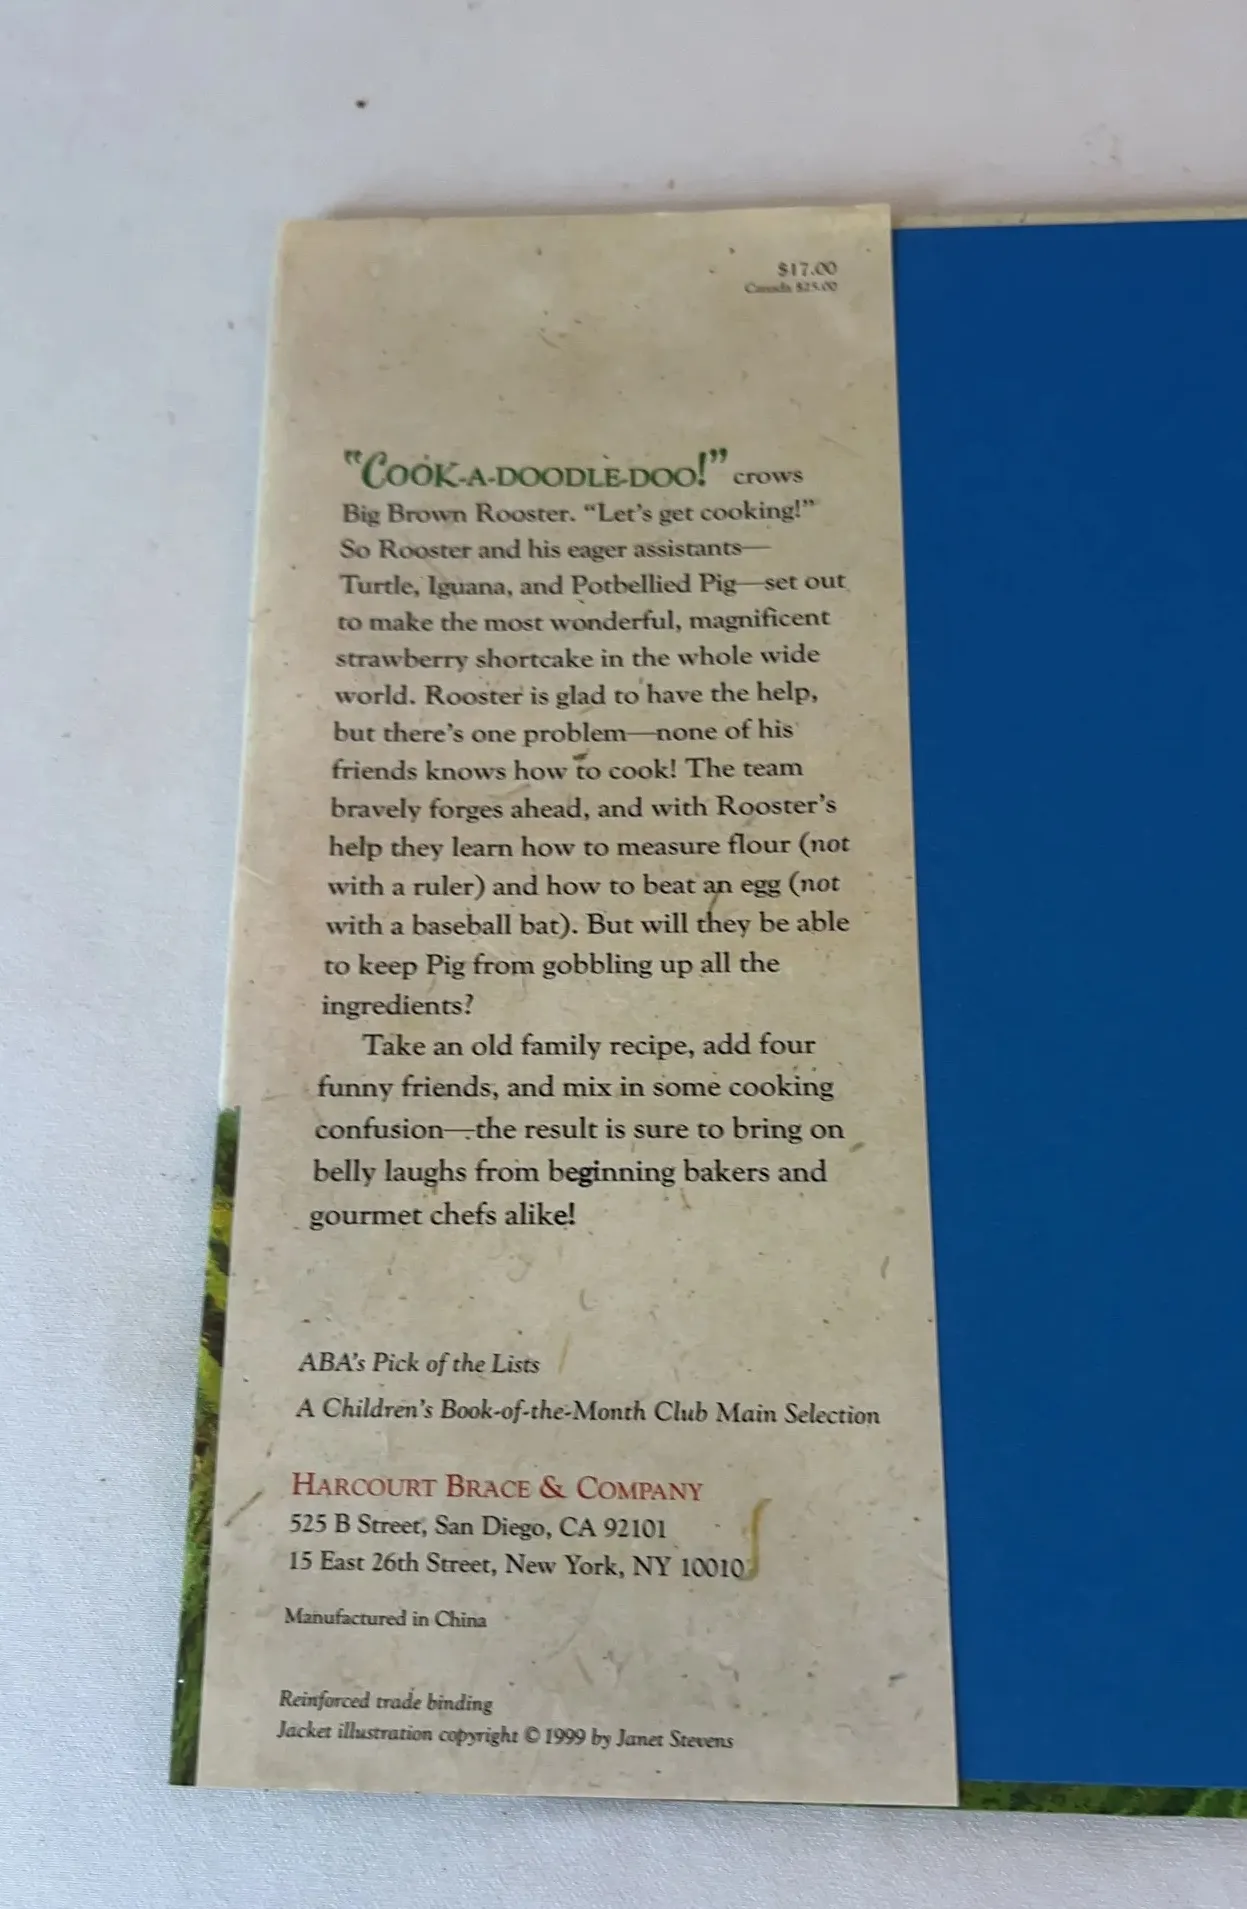 $17.00
Canada $25.00
"COOK-A-DOODLE-DOO!" crows
Big Brown Rooster. "Let's get cooking!"
So Rooster and his eager assistants—
Turtle, Iguana, and Potbellied Pig—set out
to make the most wonderful, magnificent
strawberry shortcake in the whole wide
world. Rooster is glad to have the help,
but there's one problem—none of his
friends knows how to cook! The team
bravely forges ahead, and with Rooster's
help they learn how to measure flour (not
with a ruler) and how to beat an egg (not
with a baseball bat). But will they be able
to keep Pig from gobbling up all the
ingredients?
Take an old family recipe, add four
funny friends, and mix in some cooking
confusion—the result is sure to bring on
belly laughs from beginning bakers and
gourmet chefs alike!
ABA's Pick of the Lists
A Children's Book-of-the-Month Club Main Selection
HARCOURT BRACE & COMPANY
525 B Street, San Diego, CA 92101
15 East 26th Street, New York, NY 10010
Manufactured in China
Reinforced trade binding
Jacket illustration copyright © 1999 by Janet Stevens